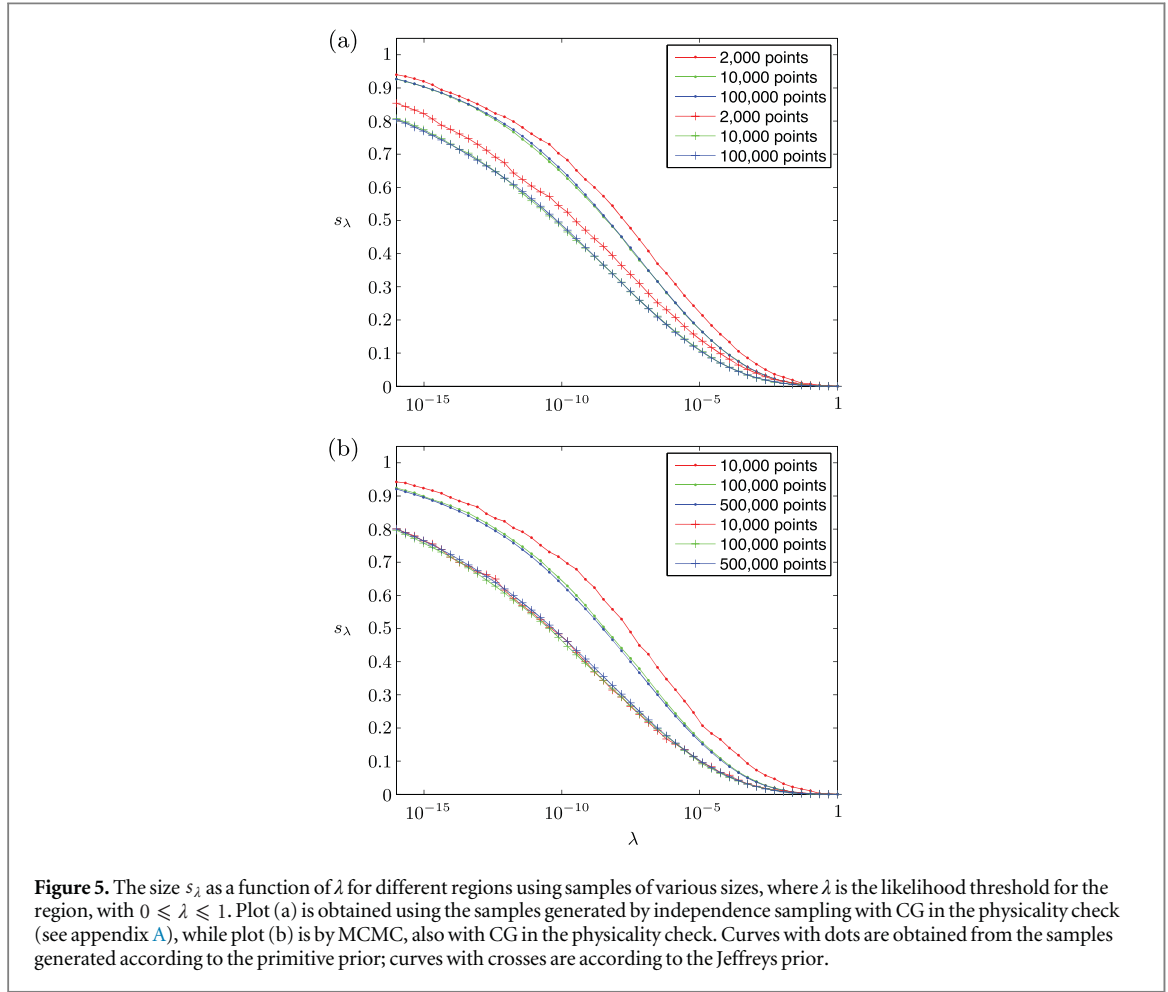 (a)
1
0.9
0.8
0.7
0.6
0.5
0.4
0.3
0.2
0.1
0
sλ
10⁻¹⁵
10⁻¹⁰
10⁻⁵
1
2,000 points
10,000 points
100,000 points
2,000 points
10,000 points
100,000 points
(b)
1
0.9
0.8
0.7
0.6
0.5
0.4
0.3
0.2
0.1
0
sλ
10⁻¹⁵
10⁻¹⁰
10⁻⁵
1
λ
10,000 points
100,000 points
500,000 points
10,000 points
100,000 points
500,000 points
Figure 5. The size sλ as a function of λ for different regions using samples of various sizes, where λ is the likelihood threshold for the
region, with 0 ⩽ λ ⩽ 1. Plot (a) is obtained using the samples generated by independence sampling with CG in the physicality check
(see appendix A), while plot (b) is by MCMC, also with CG in the physicality check. Curves with dots are obtained from the samples
generated according to the primitive prior; curves with crosses are according to the Jeffreys prior.